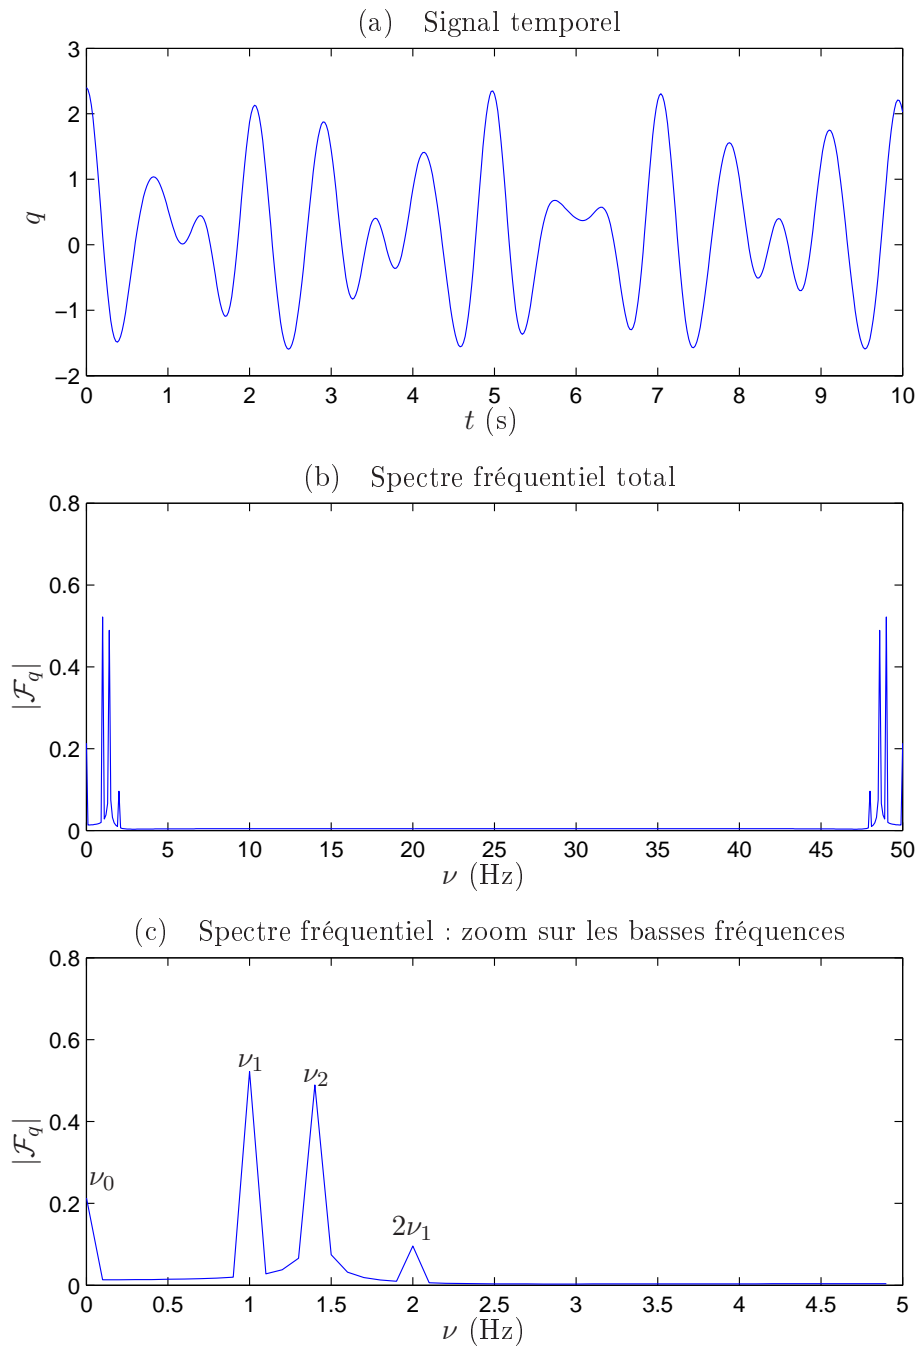 (a) Signal temporel
3
2
1
0
−1
−2
q
0 1 2 3 4 5 6 7 8 9 10
t (s)
(b) Spectre fréquentiel total
0.8
0.6
0.4
0.2
0
|ℱq|
0 5 10 15 20 25 30 35 40 45 50
ν (Hz)
(c) Spectre fréquentiel : zoom sur les basses fréquences
0.8
0.6
0.4
0.2
0
|ℱq|
ν1
ν2
ν0
2ν1
0 0.5 1 1.5 2 2.5 3 3.5 4 4.5 5
ν (Hz)